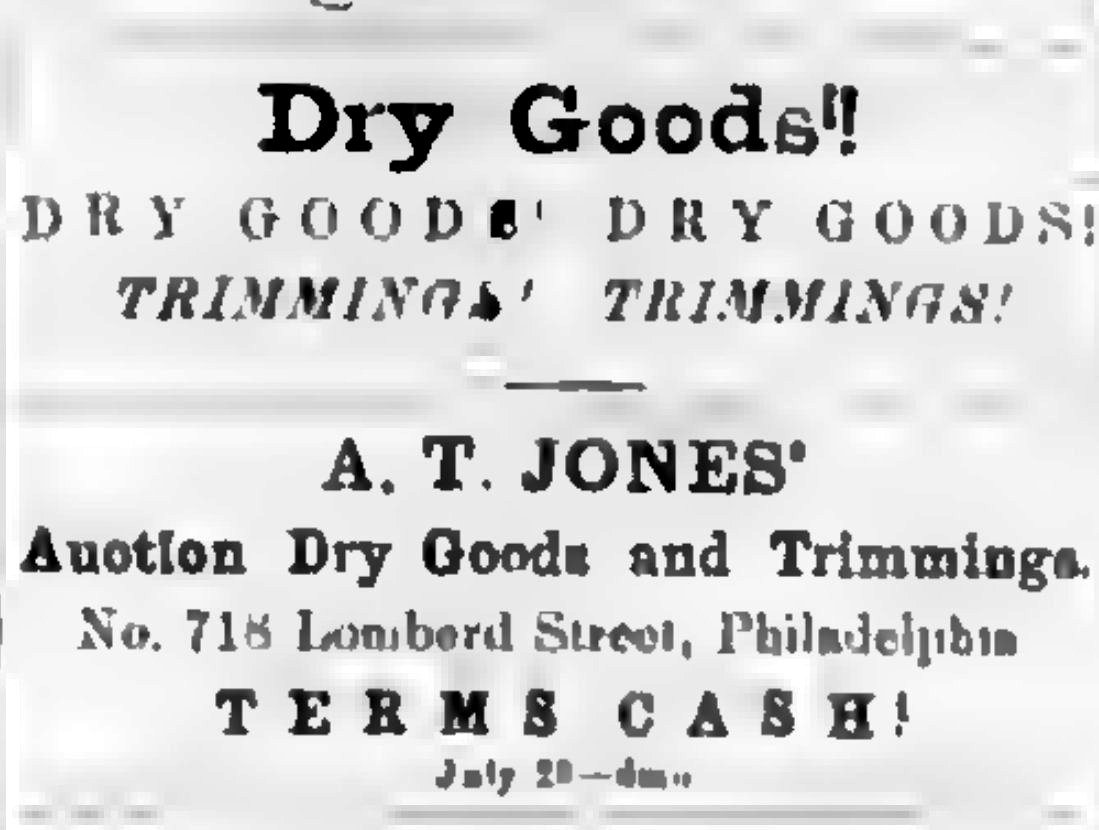 Dry Goods!!
DRY GOODS! DRY GOODS!
TRIMMINGS! TRIMMINGS!
A. T. JONES'
Auction Dry Goods and Trimmings.
No. 718 Lombard Street, Philadelphia
TERMS CASH!
July